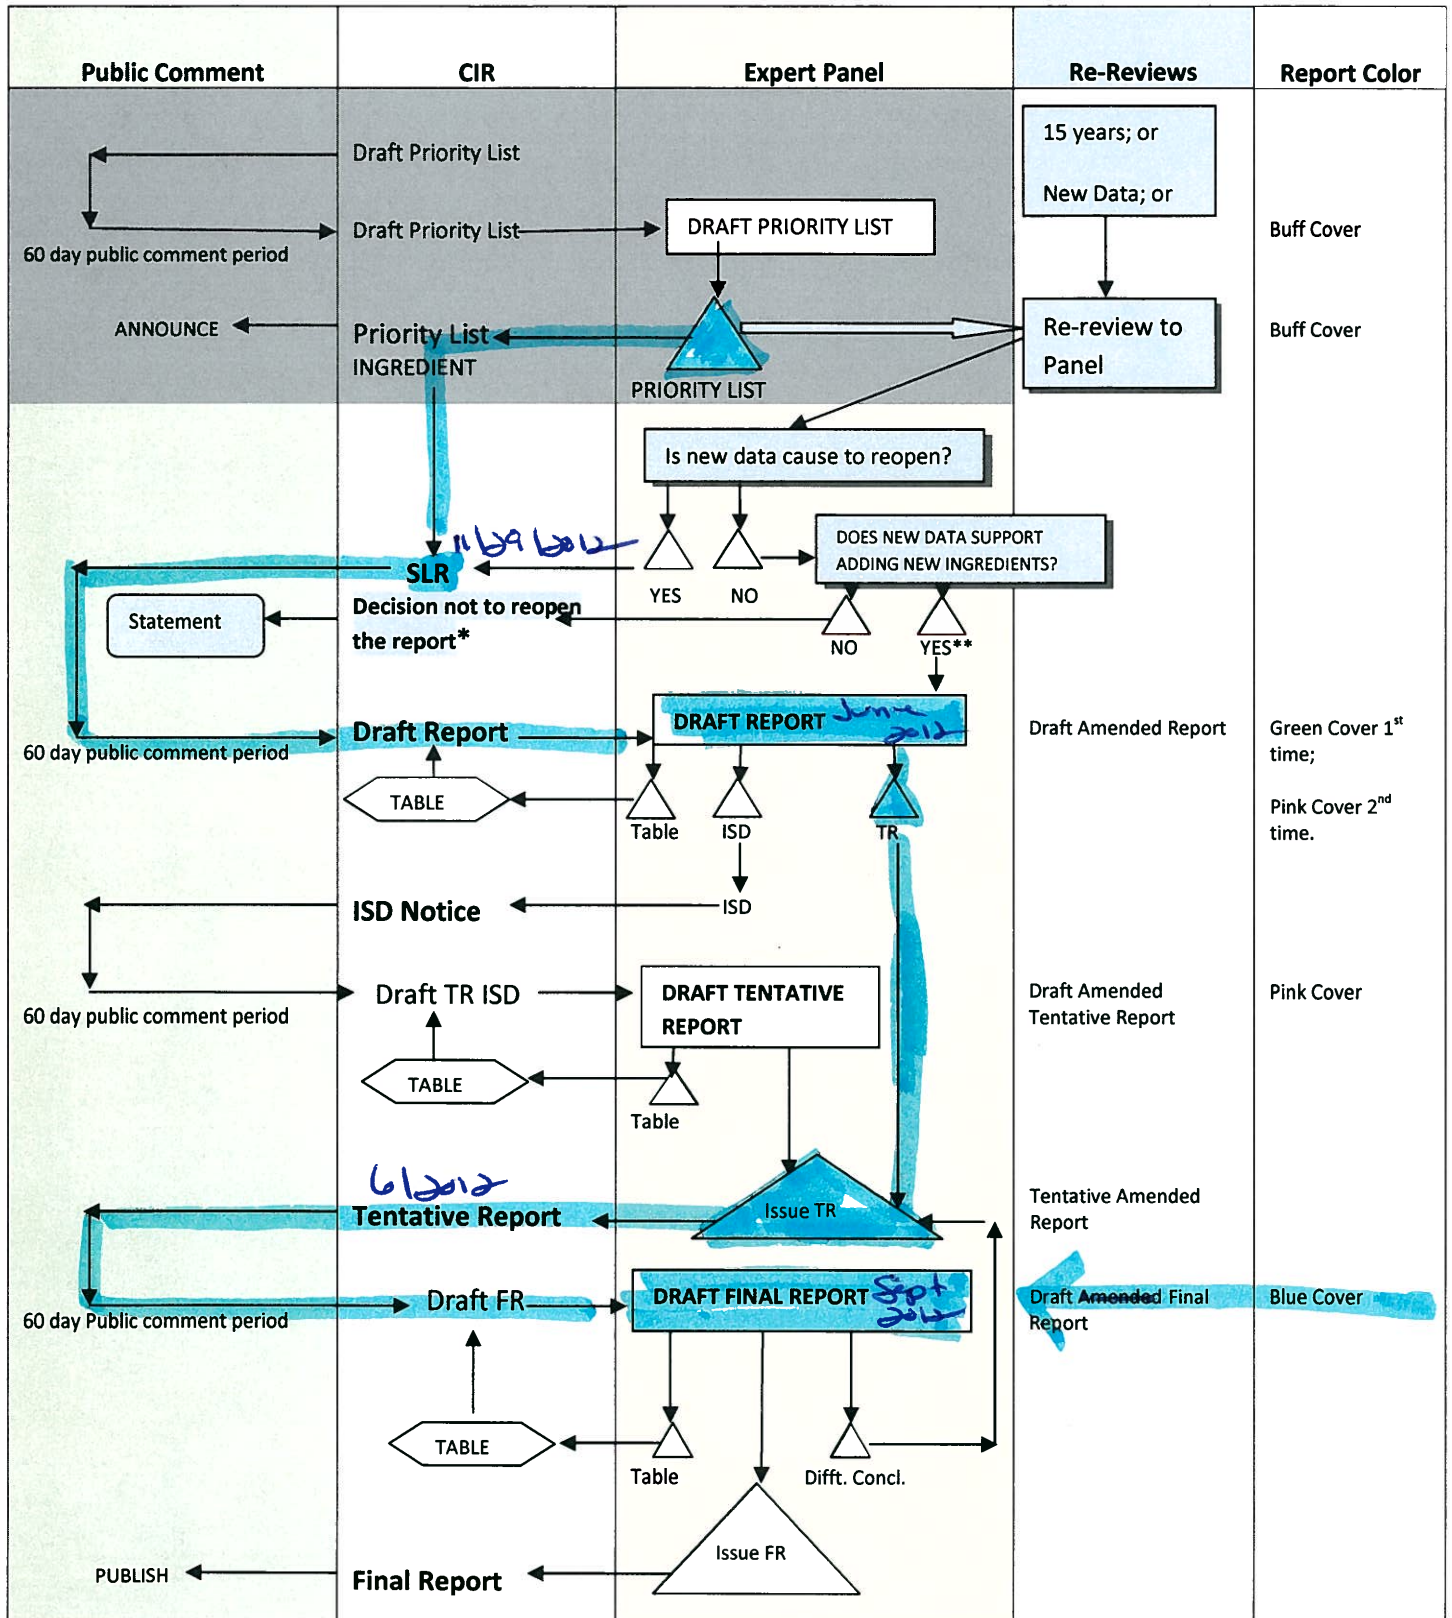 Public Comment CIR Expert Panel Re-Reviews Report Color
15 years; or
Draft Priority List
New Data; or
Draft Priority List DRAFT PRIORITY LIST Buff Cover
60 day public comment period
ANNOUNCE Priority List Re-review to Buff Cover
INGREDIENT Panel
PRIORITY LIST
Is new data cause to reopen?
11/29/2012 DOES NEW DATA SUPPORT
SLR ADDING NEW INGREDIENTS?
YES NO
Statement Decision not to reopen
the report*
NO YES**
DRAFT REPORT June
2012
60 day public comment period Draft Report Draft Amended Report Green Cover 1st
time;
TABLE Pink Cover 2nd
Table ISD TR time.
ISD Notice ISD
Draft TR ISD DRAFT TENTATIVE Draft Amended Pink Cover
60 day public comment period REPORT Tentative Report
TABLE
Table
6/2012 Tentative Amended
Tentative Report Issue TR Report
60 day Public comment period Draft FR DRAFT FINAL REPORT Sept Draft Amended Final Blue Cover
2012 Report
TABLE
Table Difft. Concl.
Issue FR
PUBLISH Final Report